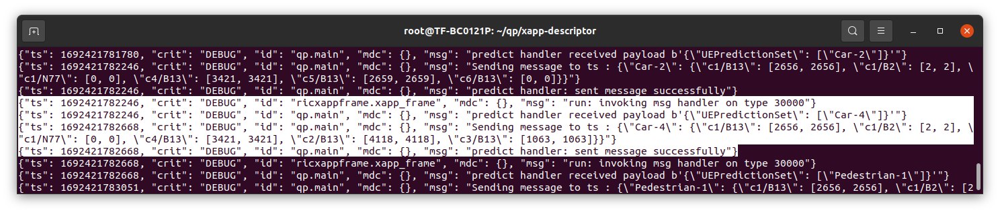 root@TF-BC0121P: ~/qp/xapp-descriptor
{"ts": 1692421781780, "crit": "DEBUG", "id": "qp.main", "mdc": {}, "msg": "predict handler received payload b'{\"UEPredictionSet\": [\"Car-2\"]}'"}
{"ts": 1692421782246, "crit": "DEBUG", "id": "qp.main", "mdc": {}, "msg": "Sending message to ts : {\"Car-2\": {\"c1/B13\": [2656, 2656], \"c1/B2\": [2, 2], \
"c1/N77\": [0, 0], \"c4/B13\": [3421, 3421], \"c5/B13\": [2659, 2659], \"c6/B13\": [0, 0]}}"}
{"ts": 1692421782246, "crit": "DEBUG", "id": "qp.main", "mdc": {}, "msg": "predict handler: sent message successfully"}
{"ts": 1692421782246, "crit": "DEBUG", "id": "ricxappframe.xapp_frame", "mdc": {}, "msg": "run: invoking msg handler on type 30000"}
{"ts": 1692421782246, "crit": "DEBUG", "id": "qp.main", "mdc": {}, "msg": "predict handler received payload b'{\"UEPredictionSet\": [\"Car-4\"]}'"}
{"ts": 1692421782668, "crit": "DEBUG", "id": "qp.main", "mdc": {}, "msg": "Sending message to ts : {\"Car-4\": {\"c1/B13\": [2656, 2656], \"c1/B2\": [2, 2], \
"c1/N77\": [0, 0], \"c4/B13\": [3421, 3421], \"c2/B13\": [4118, 4118], \"c3/B13\": [1063, 1063]}}"}
{"ts": 1692421782668, "crit": "DEBUG", "id": "qp.main", "mdc": {}, "msg": "predict handler: sent message successfully"}
{"ts": 1692421782668, "crit": "DEBUG", "id": "ricxappframe.xapp_frame", "mdc": {}, "msg": "run: invoking msg handler on type 30000"}
{"ts": 1692421782668, "crit": "DEBUG", "id": "qp.main", "mdc": {}, "msg": "predict handler received payload b'{\"UEPredictionSet\": [\"Pedestrian-1\"]}'"}
{"ts": 1692421783051, "crit": "DEBUG", "id": "qp.main", "mdc": {}, "msg": "Sending message to ts : {\"Pedestrian-1\": {\"c1/B13\": [2656, 2656], \"c1/B2\": [2